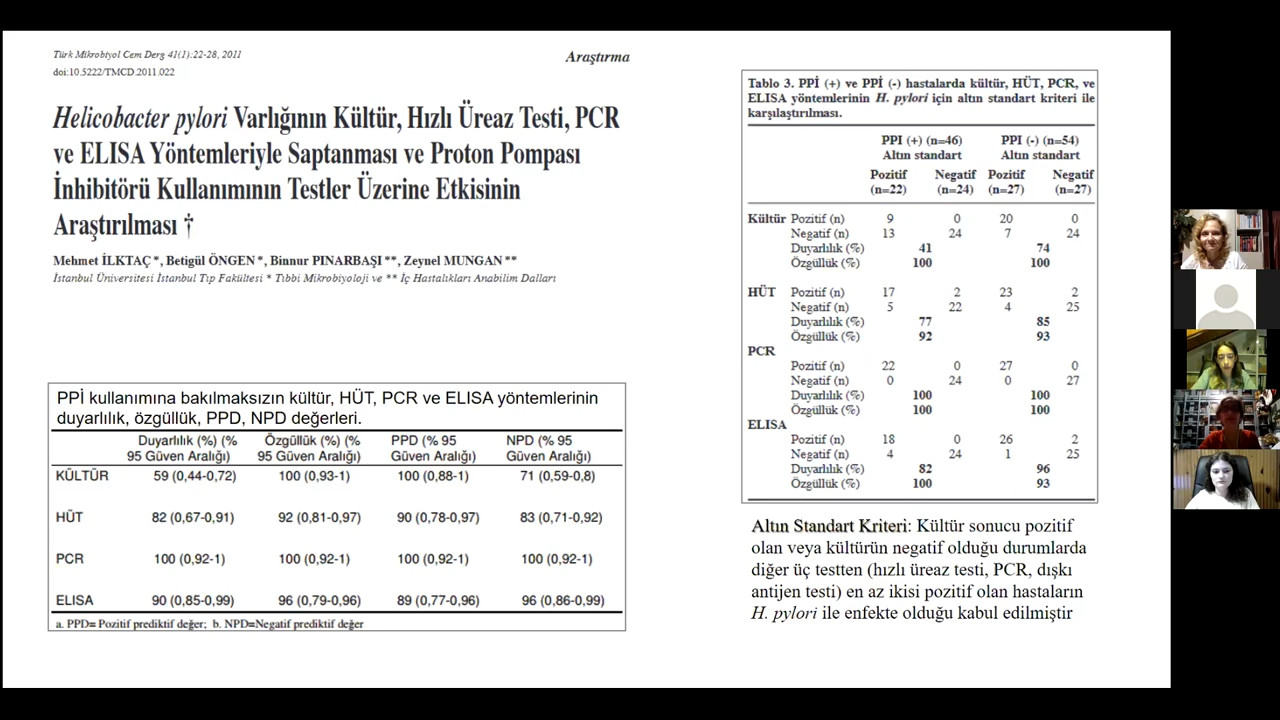 Türk Mikrobiyol Cem Derg 41(1):22-28, 2011
Araştırma
doi:10.5222/TMCD.2011.022
Helicobacter pylori Varlığının Kültür, Hızlı Üreaz Testi, PCR
ve ELISA Yöntemleriyle Saptanması ve Proton Pompası
İnhibitörü Kullanımının Testler Üzerine Etkisinin
Araştırılması †
Mehmet İLKTAÇ *, Betigül ÖNGEN *, Binnur PINARBAŞI **, Zeynel MUNGAN **
İstanbul Üniversitesi İstanbul Tıp Fakültesi * Tıbbi Mikrobiyoloji ve ** İç Hastalıkları Anabilim Dalları
PPİ kullanımına bakılmaksızın kültür, HÜT, PCR ve ELISA yöntemlerinin
duyarlılık, özgüllük, PPD, NPD değerleri.
Duyarlılık (%) (% Özgüllük (%) (% PPD (% 95 NPD (% 95
95 Güven Aralığı) 95 Güven Aralığı) Güven Aralığı) Güven Aralığı)
KÜLTÜR 59 (0,44-0,72) 100 (0,93-1) 100 (0,88-1) 71 (0,59-0,8)
HÜT 82 (0,67-0,91) 92 (0,81-0,97) 90 (0,78-0,97) 83 (0,71-0,92)
PCR 100 (0,92-1) 100 (0,92-1) 100 (0,92-1) 100 (0,92-1)
ELISA 90 (0,85-0,99) 96 (0,79-0,96) 89 (0,77-0,96) 96 (0,86-0,99)
a. PPD= Pozitif prediktif değer; b. NPD=Negatif prediktif değer
Tablo 3. PPİ (+) ve PPİ (-) hastalarda kültür, HÜT, PCR, ve
ELISA yöntemlerinin H. pylori için altın standart kriteri ile
karşılaştırılması.
PPI (+) (n=46) PPI (-) (n=54)
Altın standart Altın standart
Pozitif Negatif Pozitif Negatif
(n=22) (n=24) (n=27) (n=27)
Kültür Pozitif (n) 9 0 20 0
Negatif (n) 13 24 7 24
Duyarlılık (%) 41 74
Özgüllük (%) 100 100
HÜT Pozitif (n) 17 2 23 2
Negatif (n) 5 22 4 25
Duyarlılık (%) 77 85
Özgüllük (%) 92 93
PCR
Pozitif (n) 22 0 27 0
Negatif (n) 0 24 0 27
Duyarlılık (%) 100 100
Özgüllük (%) 100 100
ELISA
Pozitif (n) 18 0 26 2
Negatif (n) 4 24 1 25
Duyarlılık (%) 82 96
Özgüllük (%) 100 93
Altın Standart Kriteri: Kültür sonucu pozitif
olan veya kültürün negatif olduğu durumlarda
diğer üç testten (hızlı üreaz testi, PCR, dışkı
antijen testi) en az ikisi pozitif olan hastaların
H. pylori ile enfekte olduğu kabul edilmiştir